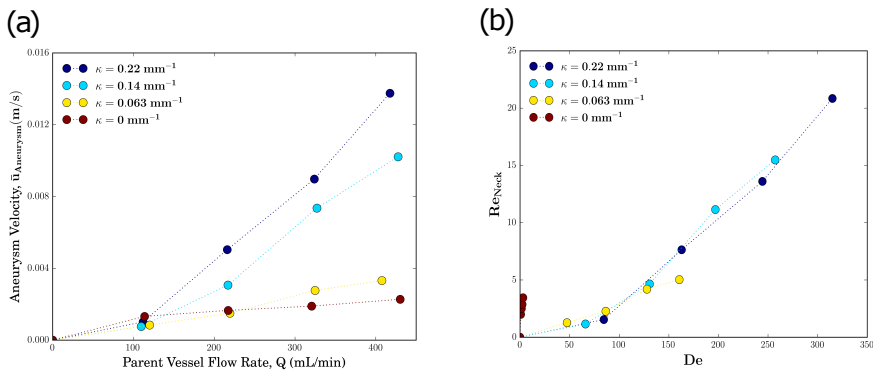 (a)
0.016
0.012
0.008
0.004
0.000
Aneurysm Velocity, ūAneurysm(m/s)
κ = 0.22 mm⁻¹
κ = 0.14 mm⁻¹
κ = 0.063 mm⁻¹
κ = 0 mm⁻¹
0 100 200 300 400
Parent Vessel Flow Rate, Q (mL/min)
(b)
25
20
15
10
5
0
ReNeck
κ = 0.22 mm⁻¹
κ = 0.14 mm⁻¹
κ = 0.063 mm⁻¹
κ = 0 mm⁻¹
0 50 100 150 200 250 300 350
De